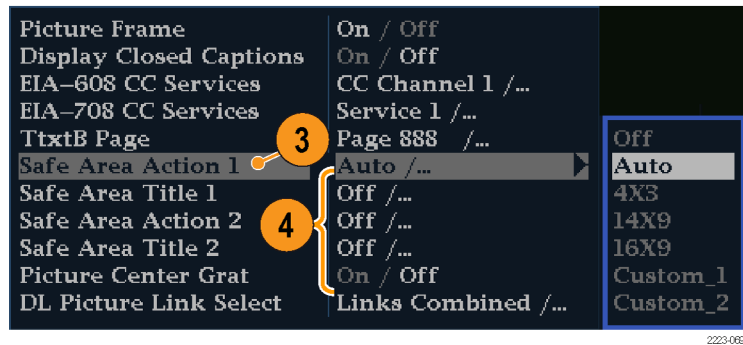 Picture Frame On / Off
Display Closed Captions On / Off
EIA-608 CC Services CC Channel 1 /...
EIA-708 CC Services Service 1 /...
TtxtB Page Page 888 /... Off
3
Safe Area Action 1 Auto /... Auto
Safe Area Title 1 Off /... 4X3
Safe Area Action 2 Off /... 14X9
4
Safe Area Title 2 Off /... 16X9
Picture Center Grat On / Off Custom_1
DL Picture Link Select Links Combined /... Custom_2
2223-069